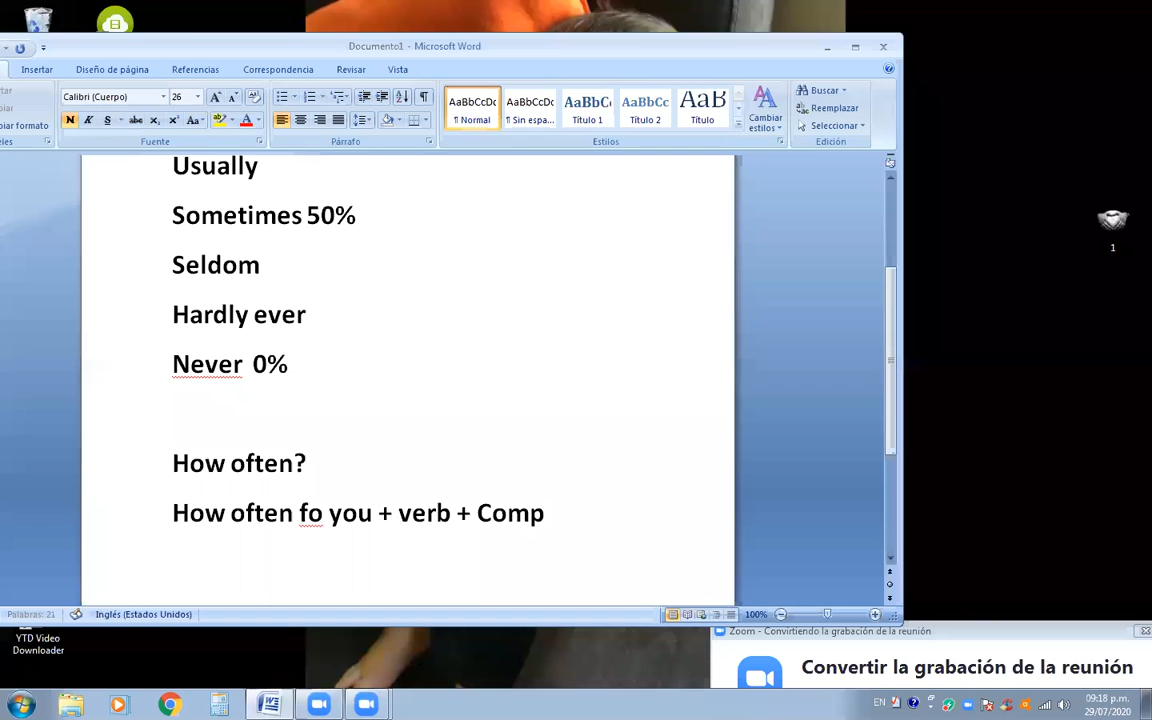 Documento1 - Microsoft Word
Insertar Diseño de página Referencias Correspondencia Revisar Vista
Calibri (Cuerpo) 26
AaBbCcDc AaBbCcDc AaBbC AaBbCc AaB
¶ Normal ¶ Sin espa... Título 1 Título 2 Título
Cambiar estilos
Buscar
Reemplazar
Seleccionar
Fuente Párrafo Estilos Edición
Usually
Sometimes 50%
Seldom
Hardly ever
Never 0%
How often?
How often fo you + verb + Comp
1
Palabras: 21 Inglés (Estados Unidos) 100%
YTD Video
Downloader
Zoom - Convirtiendo la grabación de la reunión
Convertir la grabación de la reunión
EN 09:18 p.m.
29/07/2020